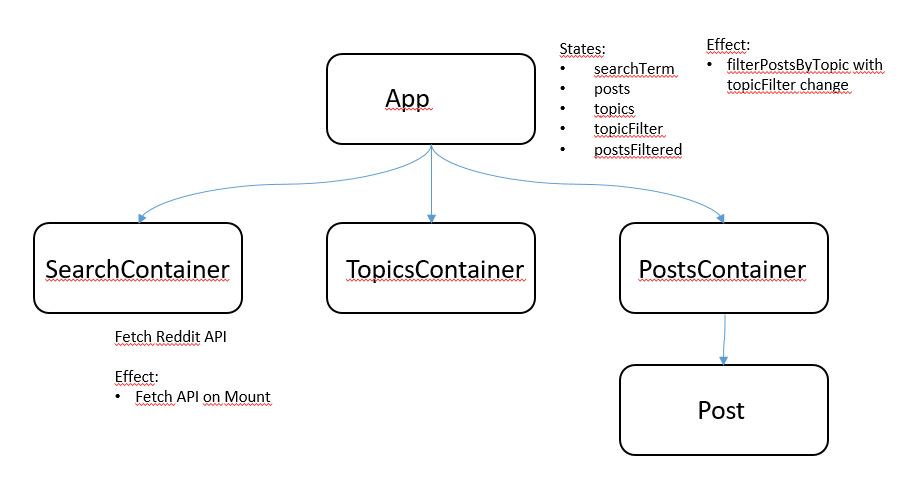 App
States:
• searchTerm
• posts
• topics
• topicFilter
• postsFiltered
Effect:
• filterPostsByTopic with
topicFilter change
SearchContainer
TopicsContainer
PostsContainer
Fetch Reddit API
Effect:
• Fetch API on Mount
Post